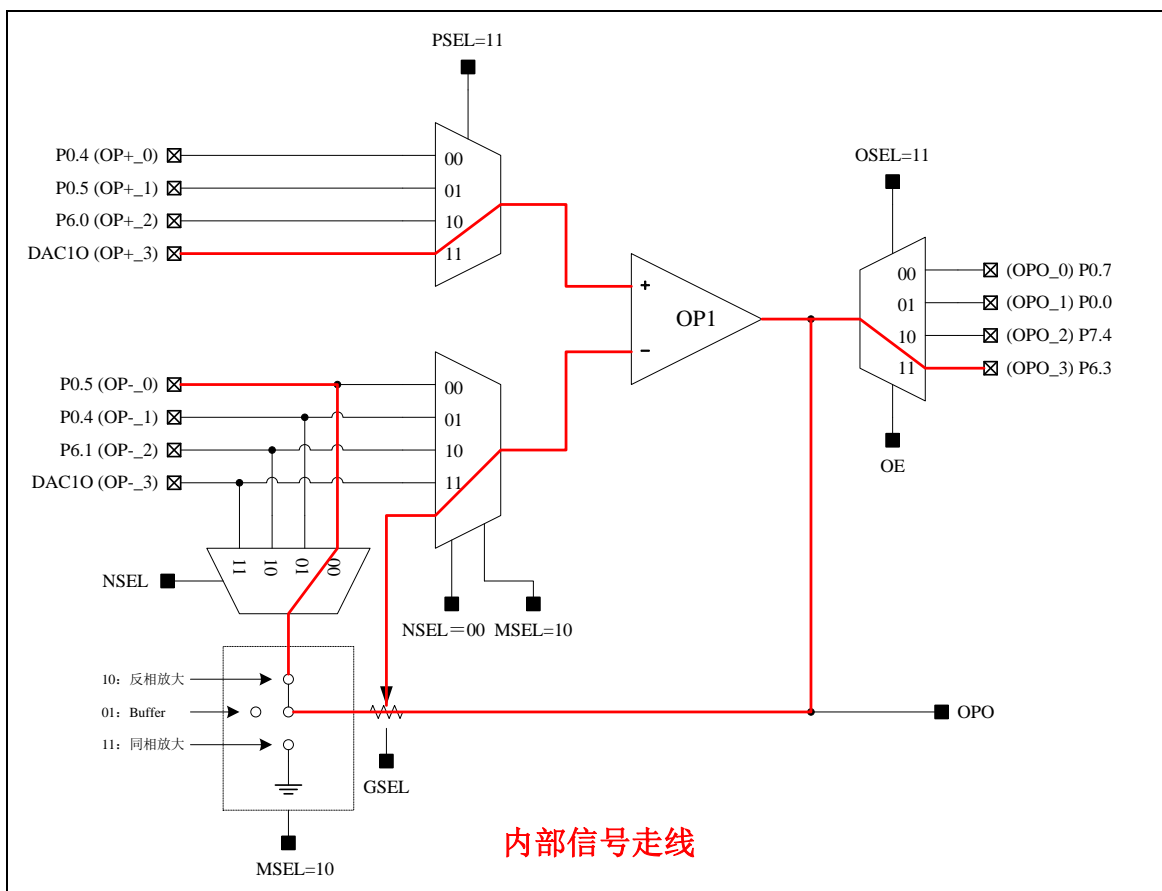 PSEL=11
P0.4 (OP+_0)
00
P0.5 (OP+_1)
01
P6.0 (OP+_2)
10
DAC1O (OP+_3)
11
OSEL=11
00
(OPO_0) P0.7
01
(OPO_1) P0.0
10
(OPO_2) P7.4
11
(OPO_3) P6.3
OE
+
OP1
−
P0.5 (OP-_0)
00
P0.4 (OP-_1)
01
P6.1 (OP-_2)
10
DAC1O (OP-_3)
11
11
10
01
00
NSEL
NSEL＝00
MSEL=10
10：反相放大
01：Buffer
11：同相放大
OPO
GSEL
MSEL=10
内部信号走线